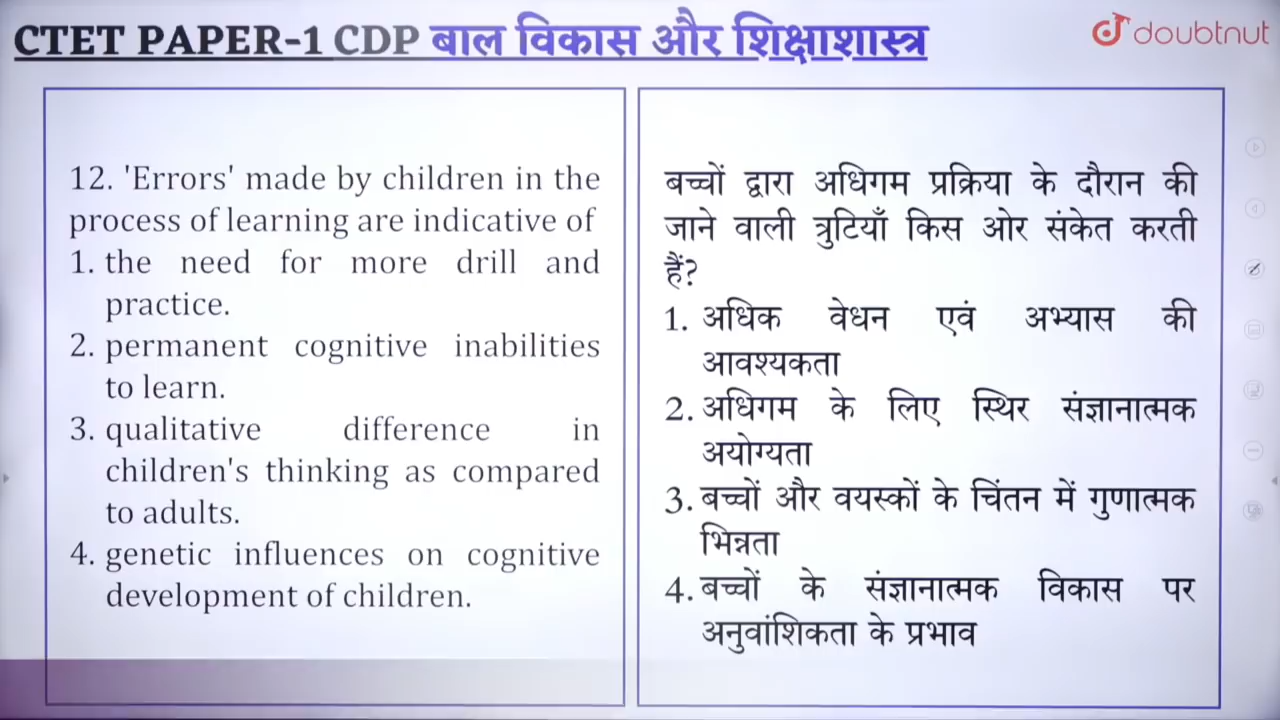 CTET PAPER-1 CDP बाल विकास और शिक्षाशास्त्र
doubtnut
12. 'Errors' made by children in the
process of learning are indicative of
1. the need for more drill and
practice.
2. permanent cognitive inabilities
to learn.
3. qualitative difference in
children's thinking as compared
to adults.
4. genetic influences on cognitive
development of children.
बच्चों द्वारा अधिगम प्रक्रिया के दौरान की
जाने वाली त्रुटियाँ किस ओर संकेत करती
हैं?
1. अधिक वेधन एवं अभ्यास की
आवश्यकता
2. अधिगम के लिए स्थिर संज्ञानात्मक
अयोग्यता
3. बच्चों और वयस्कों के चिंतन में गुणात्मक
भिन्नता
4. बच्चों के संज्ञानात्मक विकास पर
अनुवांशिकता के प्रभाव